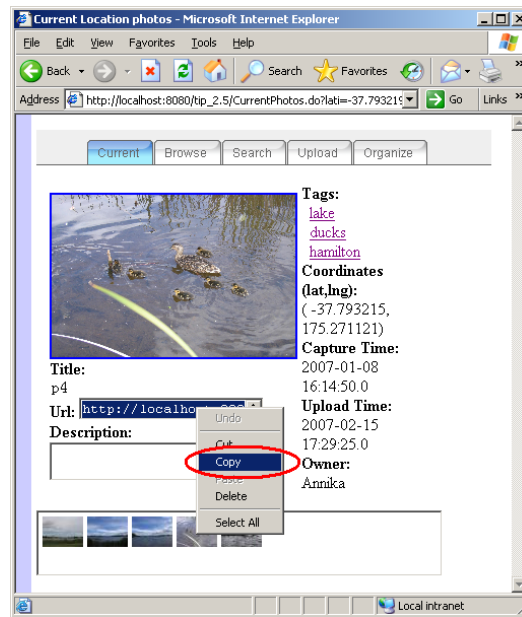 Current Location photos - Microsoft Internet Explorer
File Edit View Favorites Tools Help
Back Search Favorites
Address http://localhost:8080/tip_2.5/CurrentPhotos.do?lati=-37.79321 Go Links
Current Browse Search Upload Organize
Tags:
lake
ducks
hamilton
Coordinates
(lat,lng):
( -37.793215,
175.271121)
Capture Time:
2007-01-08
16:14:50.0
Upload Time:
2007-02-15
17:29:25.0
Owner:
Annika
Title:
p4
Url: http://localhost:808
Description:
Undo
Cut
Copy
Paste
Delete
Select All
Local intranet